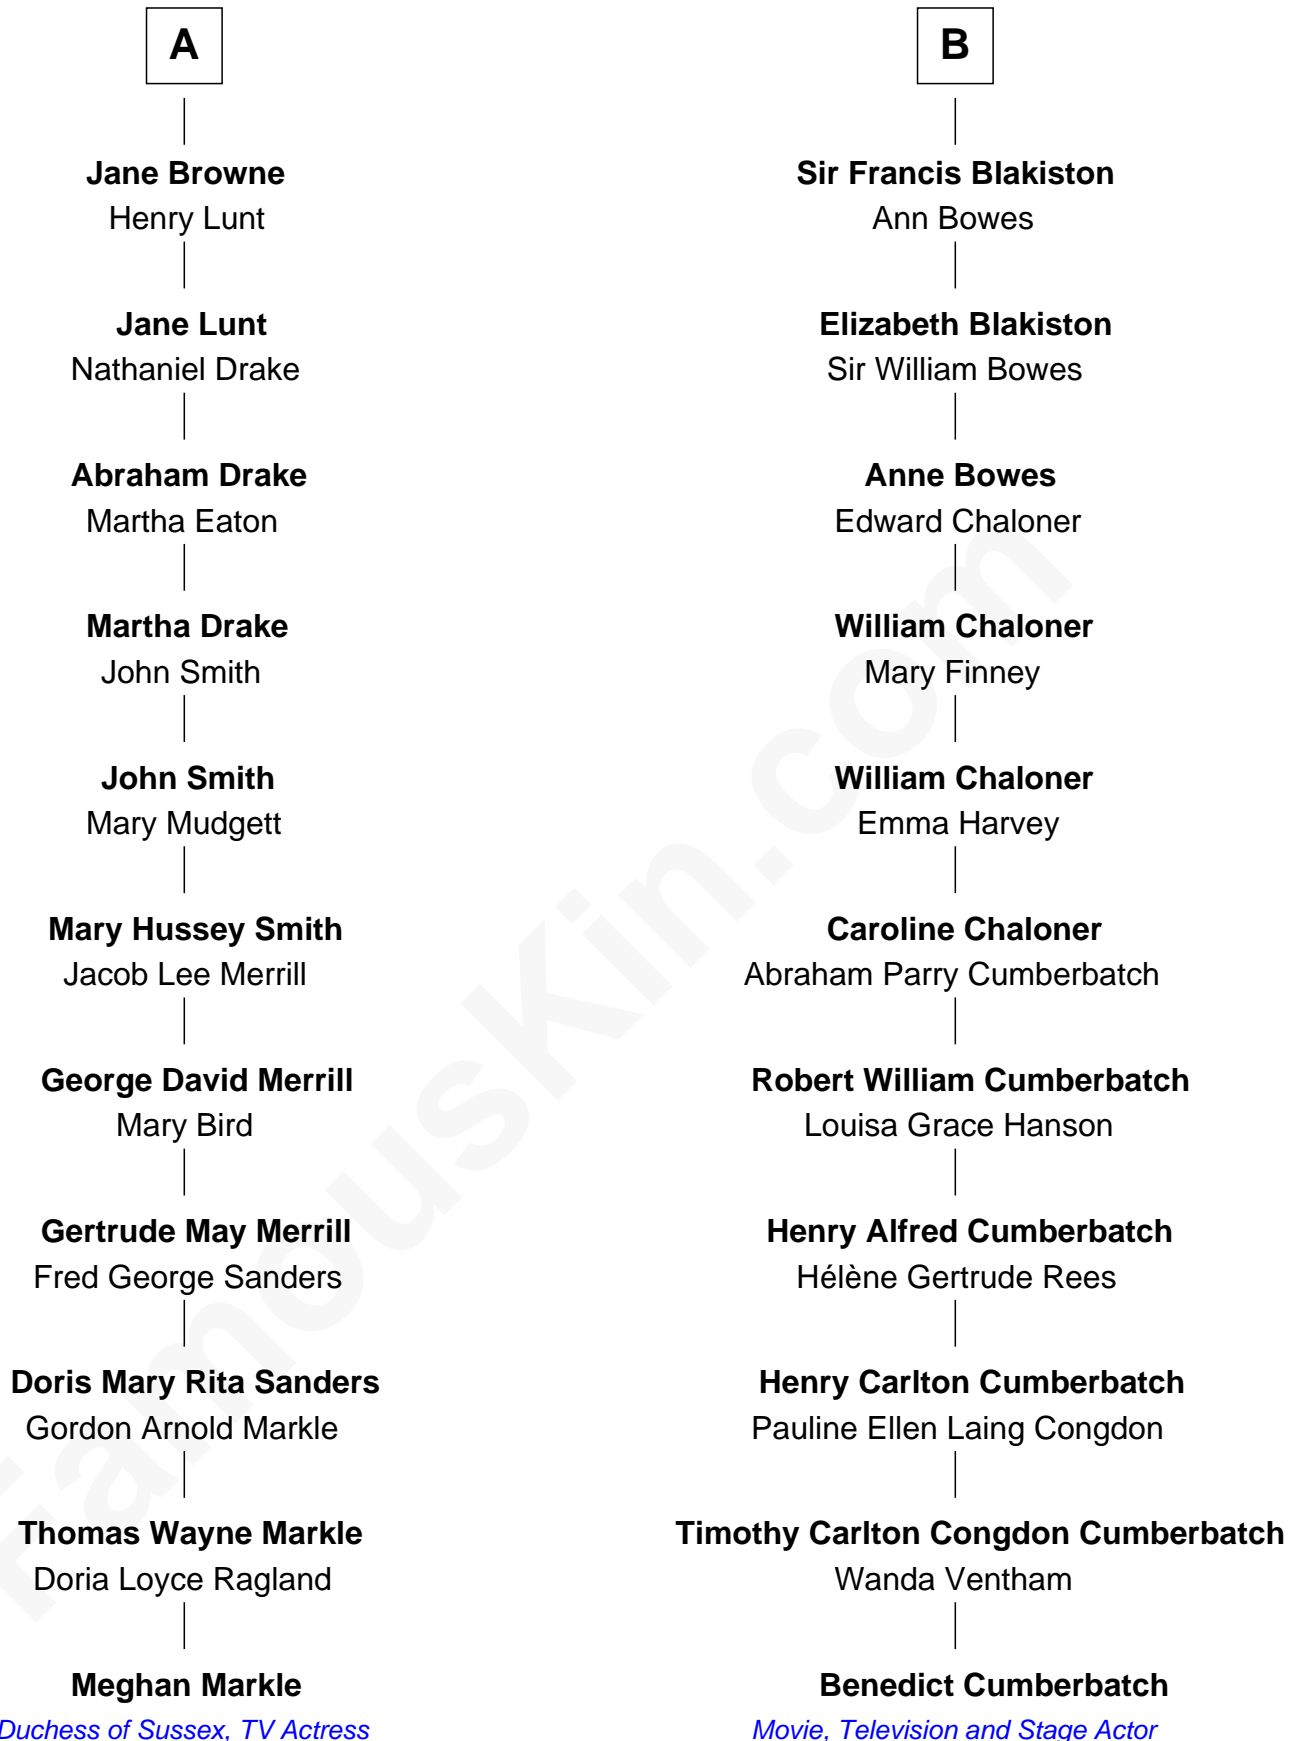 A
Jane Browne
Henry Lunt
Jane Lunt
Nathaniel Drake
Abraham Drake
Martha Eaton
Martha Drake
John Smith
John Smith
Mary Mudgett
Mary Hussey Smith
Jacob Lee Merrill
George David Merrill
Mary Bird
Gertrude May Merrill
Fred George Sanders
Doris Mary Rita Sanders
Gordon Arnold Markle
Thomas Wayne Markle
Doria Loyce Ragland
Meghan Markle
Duchess of Sussex, TV Actress
B
Sir Francis Blakiston
Ann Bowes
Elizabeth Blakiston
Sir William Bowes
Anne Bowes
Edward Chaloner
William Chaloner
Mary Finney
William Chaloner
Emma Harvey
Caroline Chaloner
Abraham Parry Cumberbatch
Robert William Cumberbatch
Louisa Grace Hanson
Henry Alfred Cumberbatch
Hélène Gertrude Rees
Henry Carlton Cumberbatch
Pauline Ellen Laing Congdon
Timothy Carlton Congdon Cumberbatch
Wanda Ventham
Benedict Cumberbatch
Movie, Television and Stage Actor
FamousKin.com